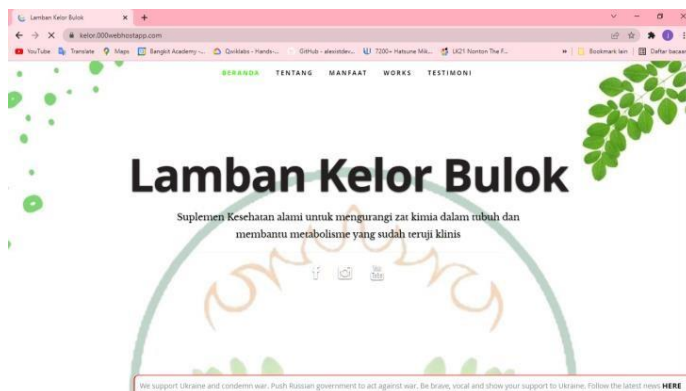 Lamban Kelor Bulok
kelor.000webhostapp.com
YouTube Translate Maps Bangkit Academy -... Qwiklabs - Hands-... GitHub - alexistdev... 7200+ Hatsune Mik... LK21 Nonton The F... Bookmark lain Daftar bacaan
BERANDA TENTANG MANFAAT WORKS TESTIMONI
Lamban Kelor Bulok
Suplemen Kesehatan alami untuk mengurangi zat kimia dalam tubuh dan
membantu metabolisme yang sudah teruji klinis
You Tube
We support Ukraine and condemn war. Push Russian government to act against war. Be brave, vocal and show your support to Ukraine. Follow the latest news HERE